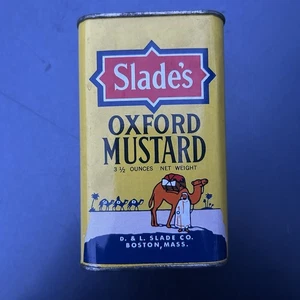 Slade's
OXFORD
MUSTARD
3 ½ OUNCES NET WEIGHT
D. & L. SLADE CO.
BOSTON, MASS.